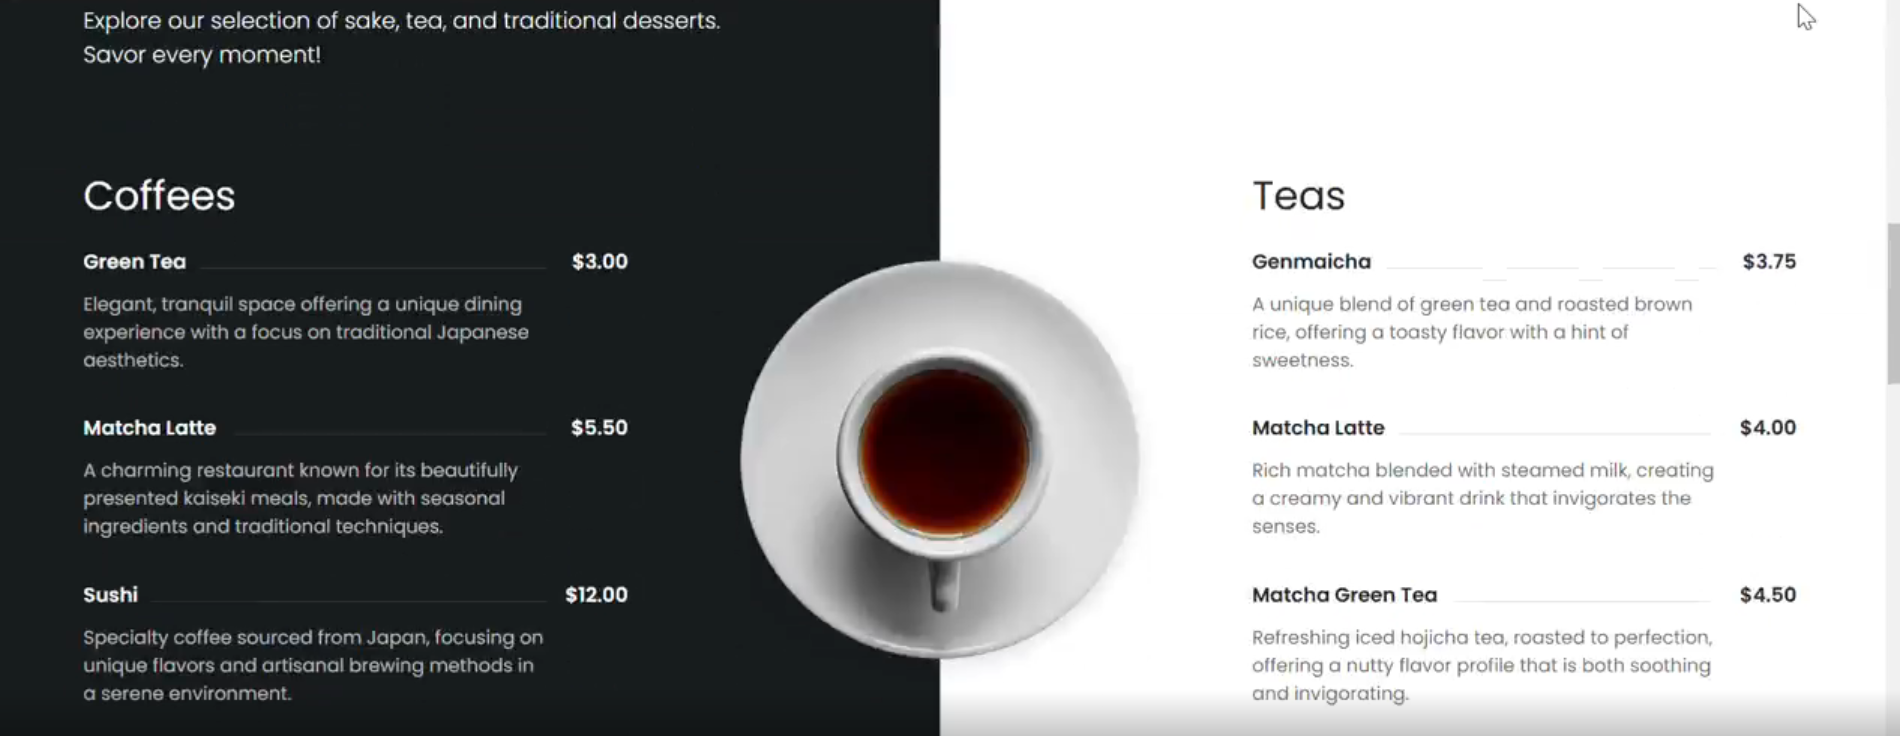 Explore our selection of sake, tea, and traditional desserts.
Savor every moment!
Coffees
Green Tea $3.00
Elegant, tranquil space offering a unique dining
experience with a focus on traditional Japanese
aesthetics.
Matcha Latte $5.50
A charming restaurant known for its beautifully
presented kaiseki meals, made with seasonal
ingredients and traditional techniques.
Sushi $12.00
Specialty coffee sourced from Japan, focusing on
unique flavors and artisanal brewing methods in
a serene environment.
Teas
Genmaicha $3.75
A unique blend of green tea and roasted brown
rice, offering a toasty flavor with a hint of
sweetness.
Matcha Latte $4.00
Rich matcha blended with steamed milk, creating
a creamy and vibrant drink that invigorates the
senses.
Matcha Green Tea $4.50
Refreshing iced hojicha tea, roasted to perfection,
offering a nutty flavor profile that is both soothing
and invigorating.